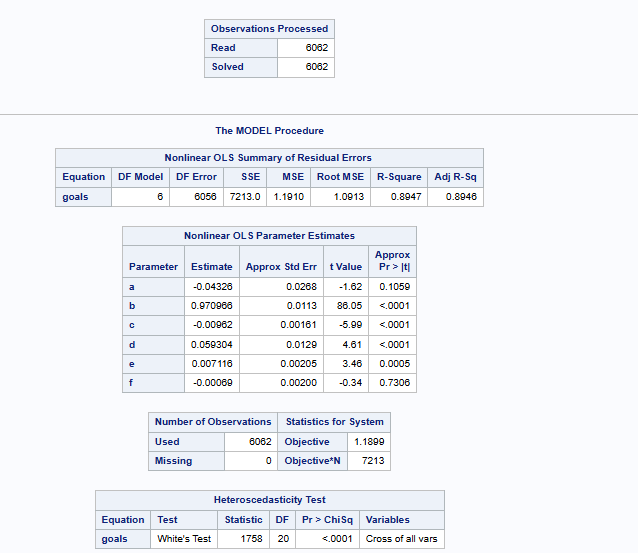 Observations Processed
Read 6062
Solved 6062
The MODEL Procedure
Nonlinear OLS Summary of Residual Errors
Equation DF Model DF Error SSE MSE Root MSE R-Square Adj R-Sq
goals 6 6056 7213.0 1.1910 1.0913 0.8947 0.8946
Nonlinear OLS Parameter Estimates
Parameter Estimate Approx Std Err t Value Approx
Pr > |t|
a -0.04326 0.0268 -1.62 0.1059
b 0.970966 0.0113 86.05 <.0001
c -0.00962 0.00161 -5.99 <.0001
d 0.059304 0.0129 4.61 <.0001
e 0.007116 0.00205 3.46 0.0005
f -0.00069 0.00200 -0.34 0.7306
Number of Observations Statistics for System
Used 6062 Objective 1.1899
Missing 0 Objective*N 7213
Heteroscedasticity Test
Equation Test Statistic DF Pr > ChiSq Variables
goals White's Test 1758 20 <.0001 Cross of all vars